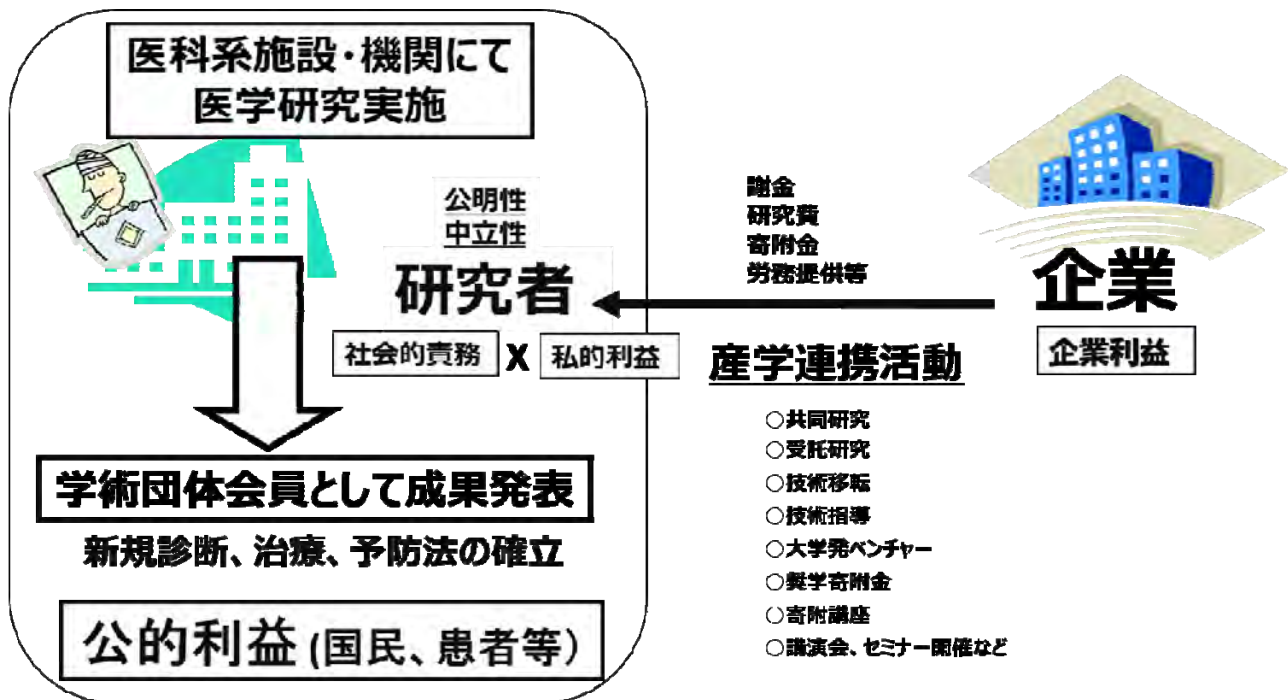 医科系施設・機関にて
医学研究実施
公明性
中立性
研究者
社会的責務 X 私的利益
学術団体会員として成果発表
新規診断、治療、予防法の確立
公的利益 (国民、患者等)
謝金
研究費
寄附金
労務提供等
企業
企業利益
産学連携活動
○共同研究
○受託研究
○技術移転
○技術指導
○大学発ベンチャー
○奨学寄附金
○寄附講座
○講演会、セミナー開催など